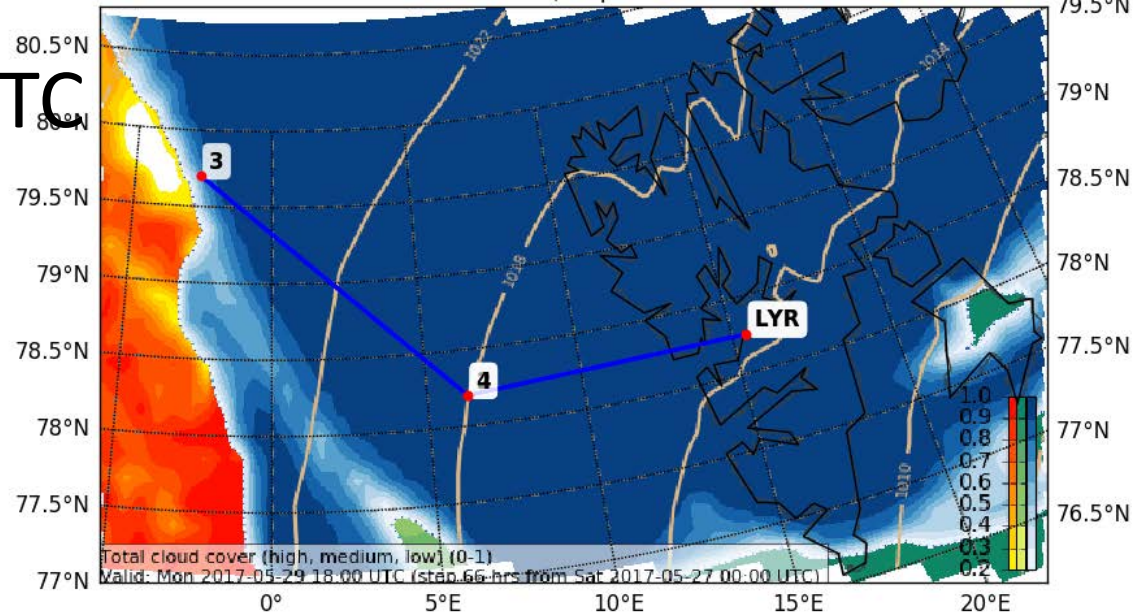 79.5°N
80.5°N
TC
80°N
79°N
79.5°N
78.5°N
79°N
78°N
78.5°N
77.5°N
78°N
77°N
77.5°N
76.5°N
77°N
1022
1018
1014
1010
3
4
LYR
1.0
0.9
0.8
0.7
0.6
0.5
0.4
0.3
0.2
Total cloud cover (high, medium, low) (0-1)
Valid: Mon 2017-05-29 18:00 UTC (step 66 hrs from Sat 2017-05-27 00:00 UTC)
0° 5°E 10°E 15°E 20°E